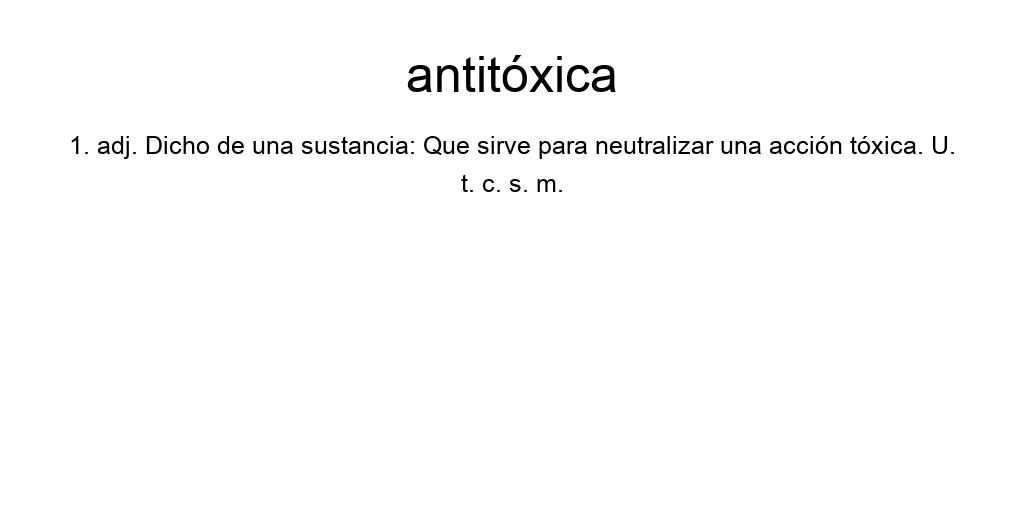 antitóxica
1. adj. Dicho de una sustancia: Que sirve para neutralizar una acción tóxica. U.
t. c. s. m.